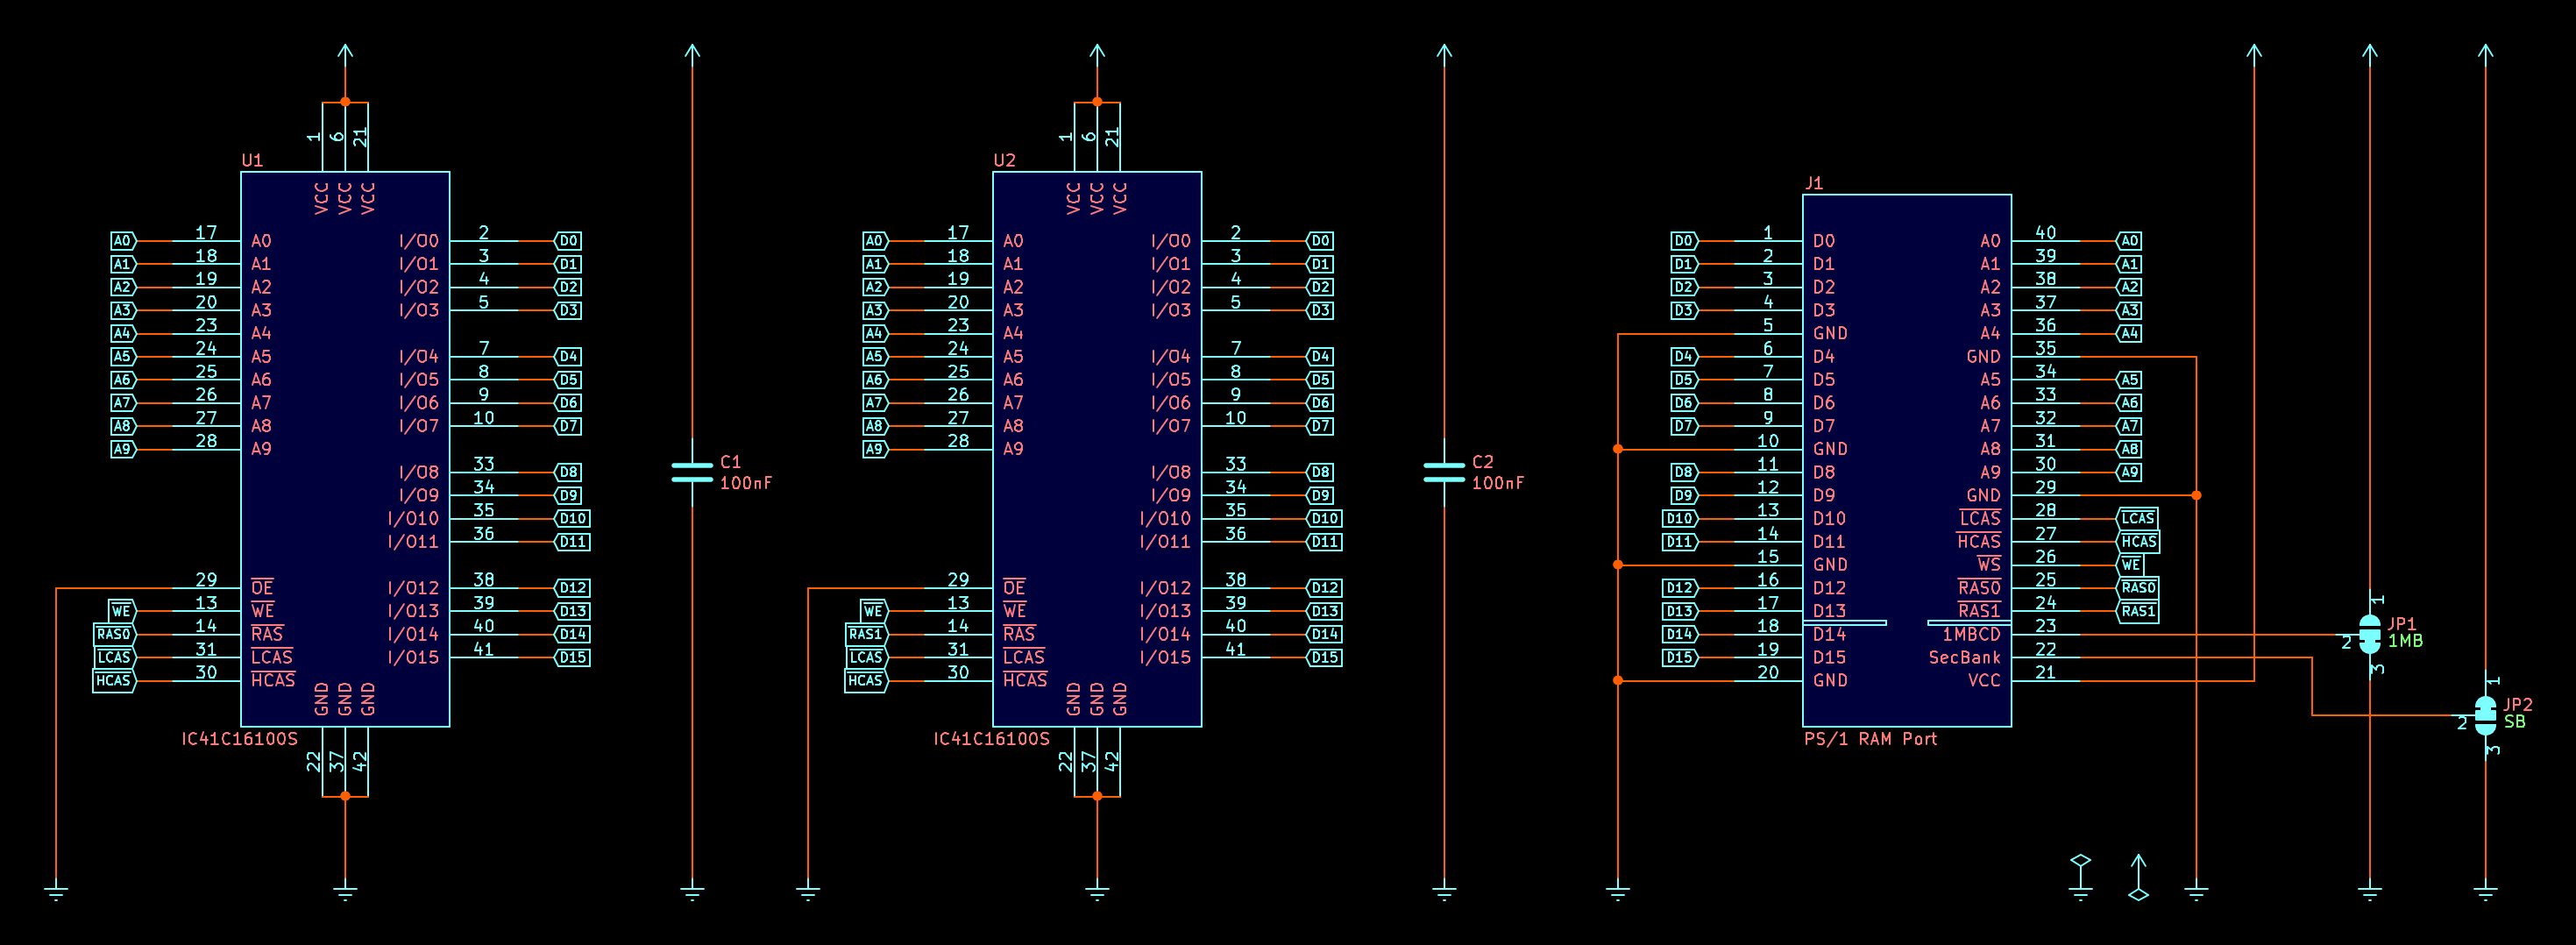 U1
1 6 21
VCC VCC VCC
A0 17 A0 I/O0 2 D0
A1 18 A1 I/O1 3 D1
A2 19 A2 I/O2 4 D2
A3 20 A3 I/O3 5 D3
A4 23 A4
A5 24 A5 I/O4 7 D4
A6 25 A6 I/O5 8 D5
A7 26 A7 I/O6 9 D6
A8 27 A8 I/O7 10 D7
A9 28 A9
I/O8 33 D8
I/O9 34 D9
I/O10 35 D10
I/O11 36 D11
29 OE I/O12 38 D12
WE 13 WE I/O13 39 D13
RAS0 14 RAS I/O14 40 D14
LCAS 31 LCAS I/O15 41 D15
HCAS 30 HCAS
GND GND GND
IC41C16100S
22 37 42
C1
100nF
U2
1 6 21
VCC VCC VCC
A0 17 A0 I/O0 2 D0
A1 18 A1 I/O1 3 D1
A2 19 A2 I/O2 4 D2
A3 20 A3 I/O3 5 D3
A4 23 A4
A5 24 A5 I/O4 7 D4
A6 25 A6 I/O5 8 D5
A7 26 A7 I/O6 9 D6
A8 27 A8 I/O7 10 D7
A9 28 A9
I/O8 33 D8
I/O9 34 D9
I/O10 35 D10
I/O11 36 D11
29 OE I/O12 38 D12
WE 13 WE I/O13 39 D13
RAS1 14 RAS I/O14 40 D14
LCAS 31 LCAS I/O15 41 D15
HCAS 30 HCAS
GND GND GND
IC41C16100S
22 37 42
C2
100nF
J1
D0 1 D0 A0 40 A0
D1 2 D1 A1 39 A1
D2 3 D2 A2 38 A2
D3 4 D3 A3 37 A3
5 GND A4 36 A4
D4 6 D4 GND 35
D5 7 D5 A5 34 A5
D6 8 D6 A6 33 A6
D7 9 D7 A7 32 A7
10 GND A8 31 A8
D8 11 D8 A9 30 A9
D9 12 D9 GND 29
D10 13 D10 LCAS 28 LCAS
D11 14 D11 HCAS 27 HCAS
15 GND WS 26 WE
D12 16 D12 RAS0 25 RAS0
D13 17 D13 RAS1 24 RAS1
D14 18 D14 1MBCD 23
D15 19 D15 SecBank 22
20 GND VCC 21
PS/1 RAM Port
1
JP1
2 1MB
3
1
JP2
2 SB
3